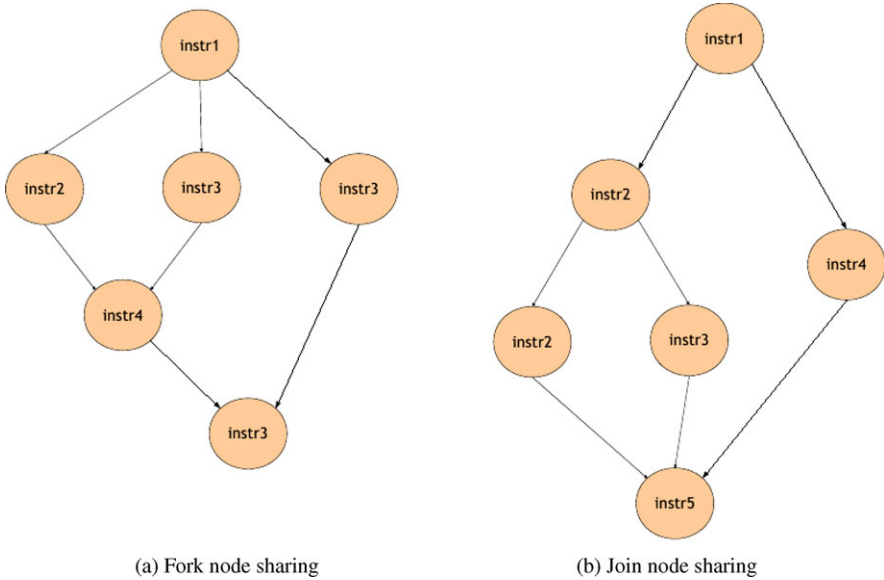 instr1
instr2
instr3
instr3
instr4
instr3
(a) Fork node sharing
instr1
instr2
instr4
instr2
instr3
instr5
(b) Join node sharing